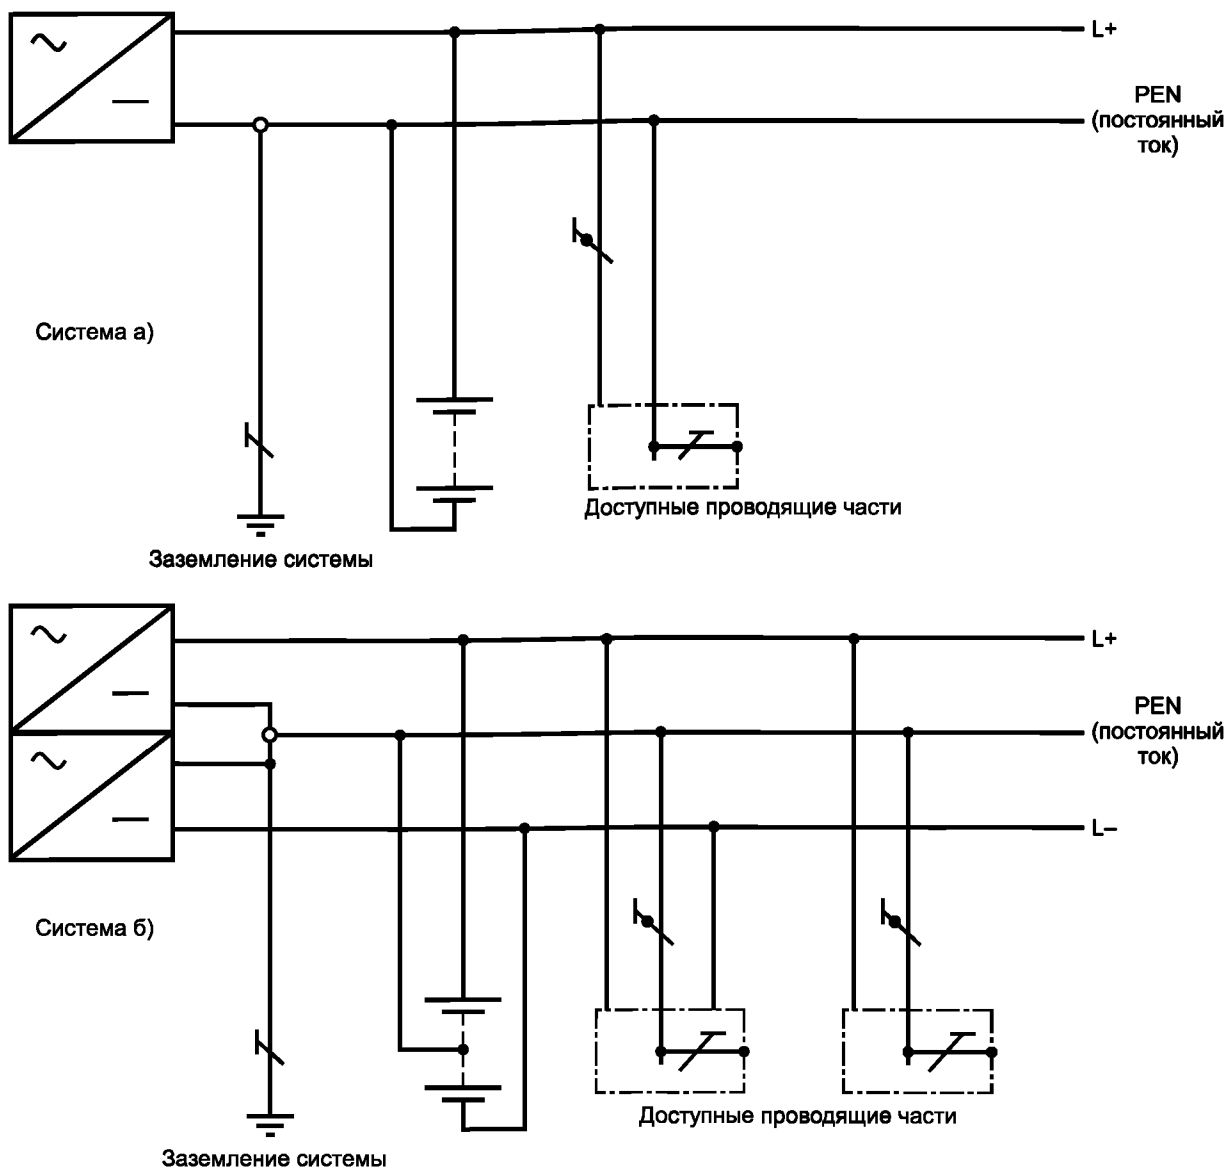 L+
PEN
(постоянный
ток)
Система а)
Доступные проводящие части
Заземление системы
L+
PEN
(постоянный
ток)
L–
Система б)
Доступные проводящие части
Заземление системы